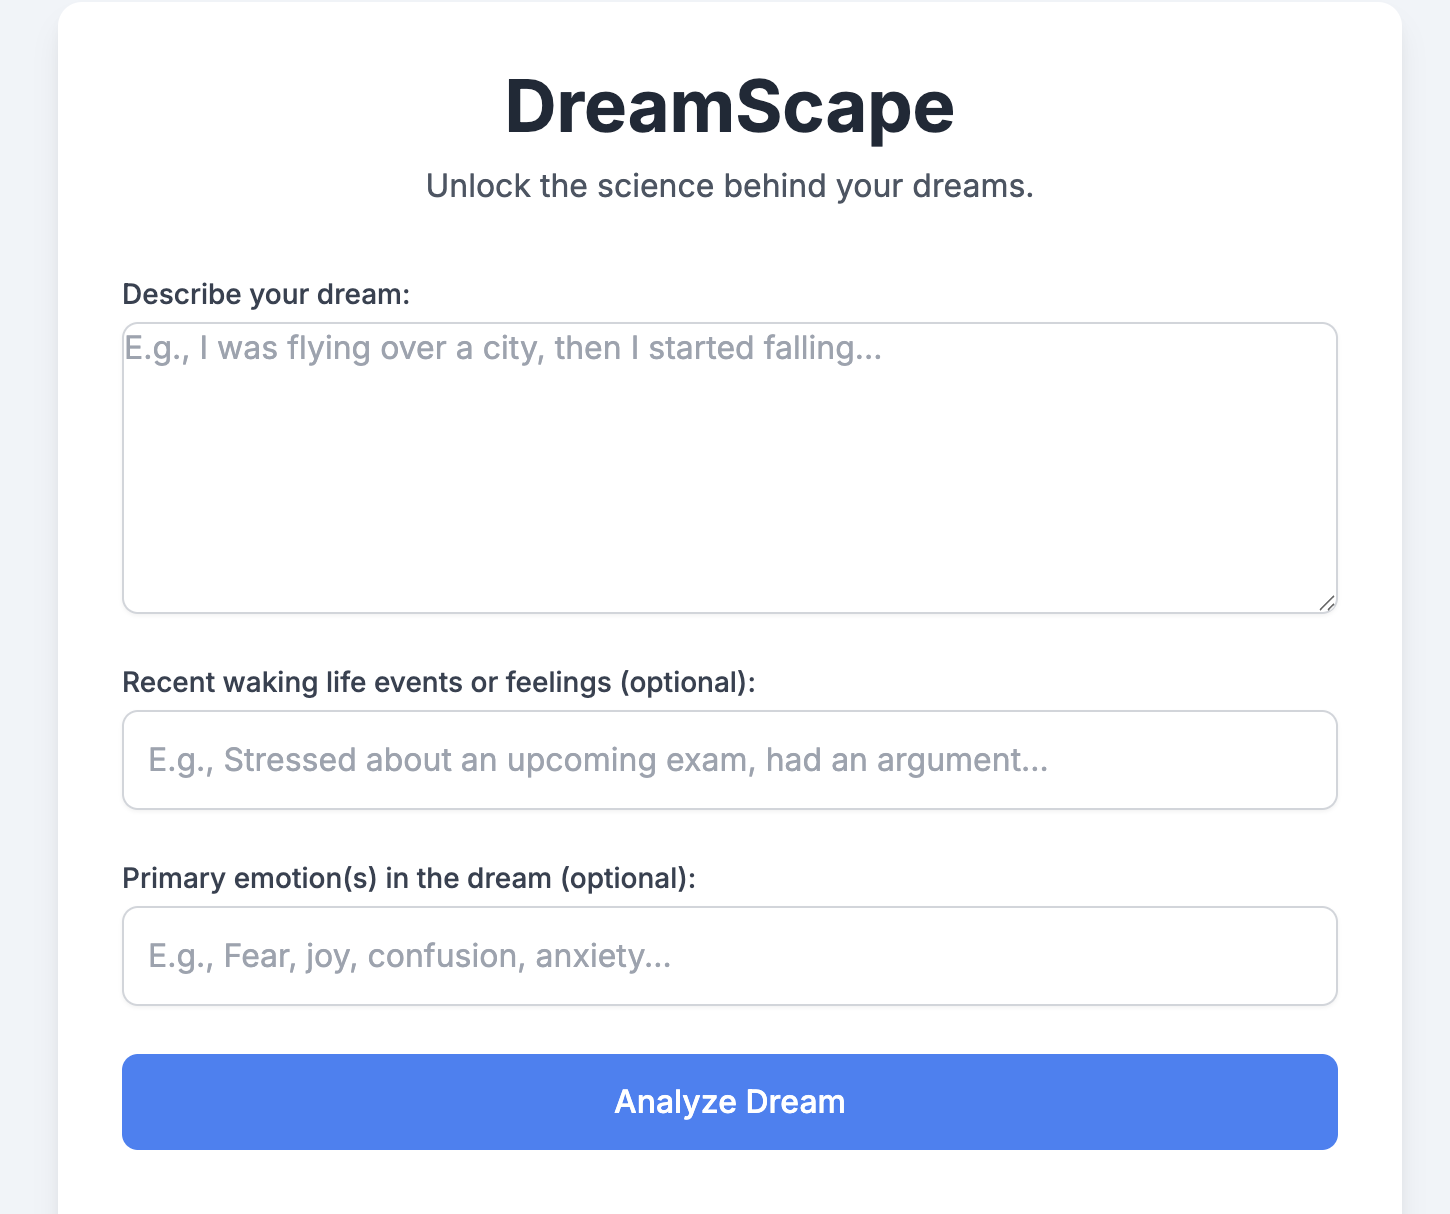 DreamScape
Unlock the science behind your dreams.
Describe your dream:
E.g., I was flying over a city, then I started falling...
Recent waking life events or feelings (optional):
E.g., Stressed about an upcoming exam, had an argument...
Primary emotion(s) in the dream (optional):
E.g., Fear, joy, confusion, anxiety...
Analyze Dream